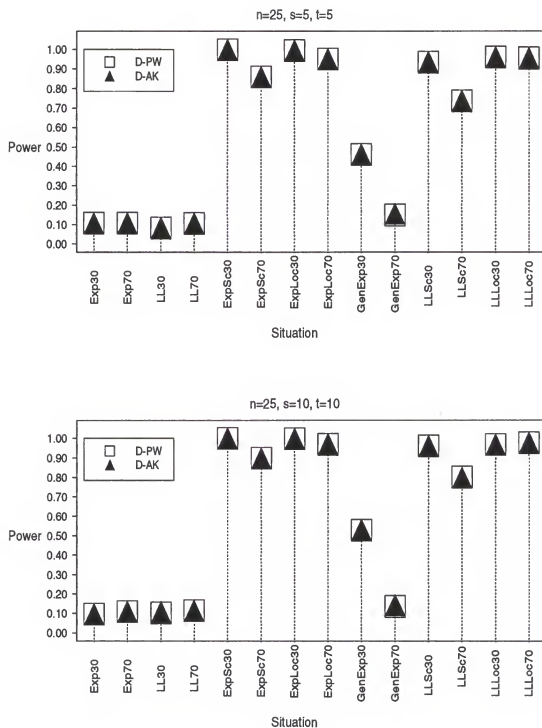 n=25, s=5, t=5
D-PW
D-AK
Power
1.00
0.90
0.80
0.70
0.60
0.50
0.40
0.30
0.20
0.10
0.00
Exp30
Exp70
LL30
LL70
ExpSc30
ExpSc70
ExpLoc30
ExpLoc70
GenExp30
GenExp70
LLSc30
LLSc70
LLLoc30
LLLoc70
Situation
n=25, s=10, t=10
D-PW
D-AK
Power
1.00
0.90
0.80
0.70
0.60
0.50
0.40
0.30
0.20
0.10
0.00
Exp30
Exp70
LL30
LL70
ExpSc30
ExpSc70
ExpLoc30
ExpLoc70
GenExp30
GenExp70
LLSc30
LLSc70
LLLoc30
LLLoc70
Situation